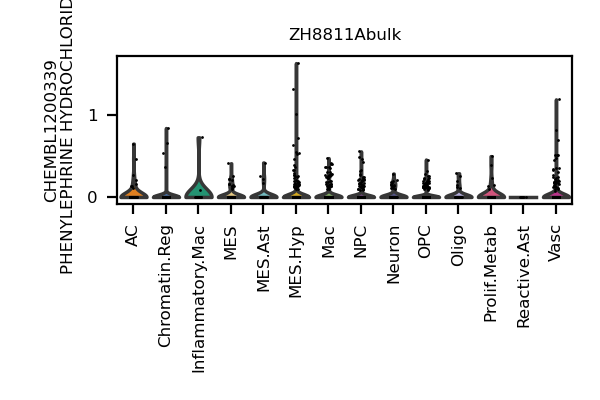 ZH8811Abulk
CHEMBL1200339
PHENYLEPHRINE HYDROCHLORID
1
0
AC
Chromatin.Reg
Inflammatory.Mac
MES
MES.Ast
MES.Hyp
Mac
NPC
Neuron
OPC
Oligo
Prolif.Metab
Reactive.Ast
Vasc